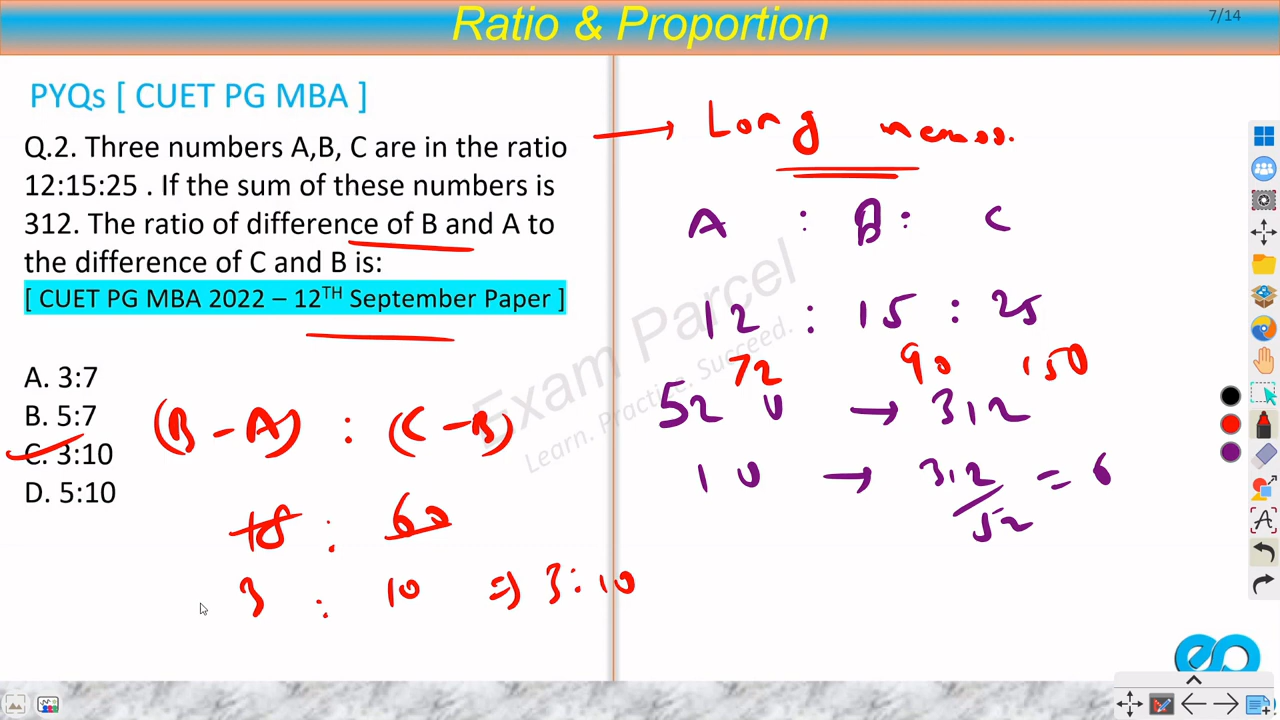 Ratio & Proportion
7/14
PYQs [ CUET PG MBA ]
Q.2. Three numbers A,B, C are in the ratio
12:15:25 . If the sum of these numbers is
312. The ratio of difference of B and A to
the difference of C and B is:
[ CUET PG MBA 2022 – 12TH September Paper ]
A. 3:7
B. 5:7
C. 3:10
D. 5:10
(B - A) : (C - B)
18 : 60
3 : 10 => 3:10
Long
A : B : C
12 : 15 : 25
72 90 150
52 U → 312
1 U → 312/52 = 6
Exam Parcel
Learn. Practice. Succeed.